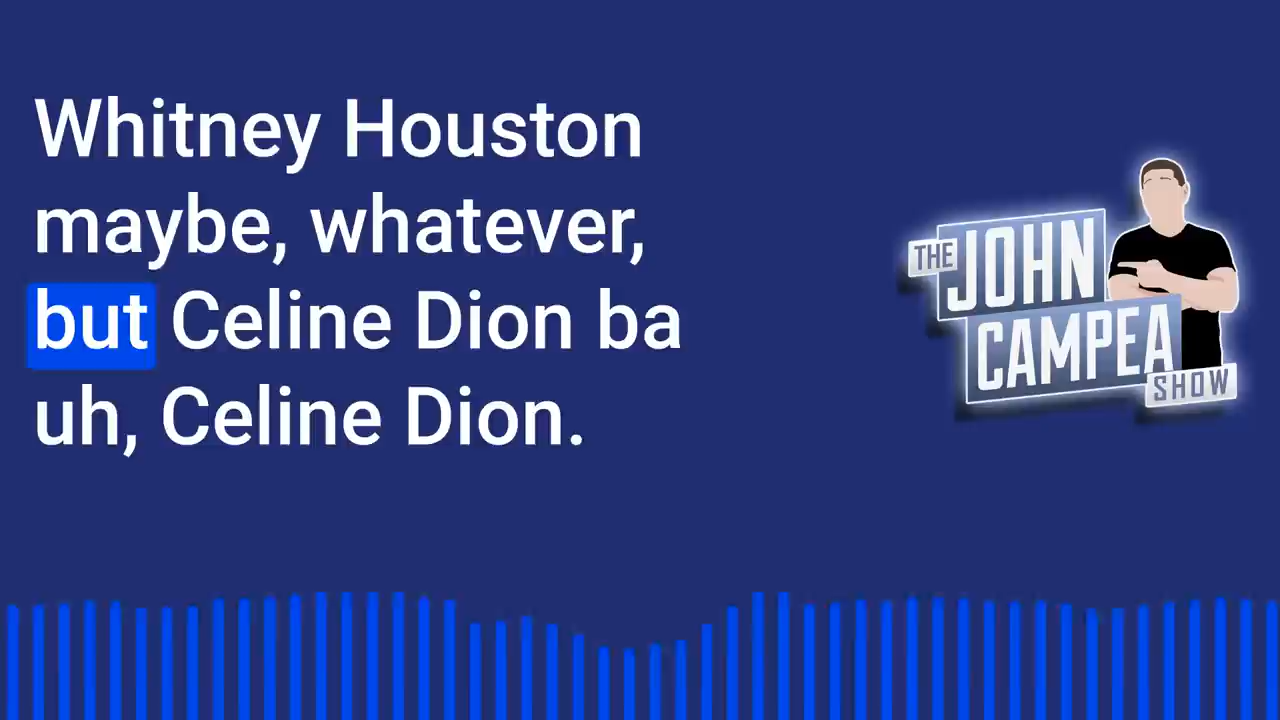 Whitney Houston
maybe, whatever,
but Celine Dion ba
uh, Celine Dion.
THE JOHN
CAMPEA
SHOW